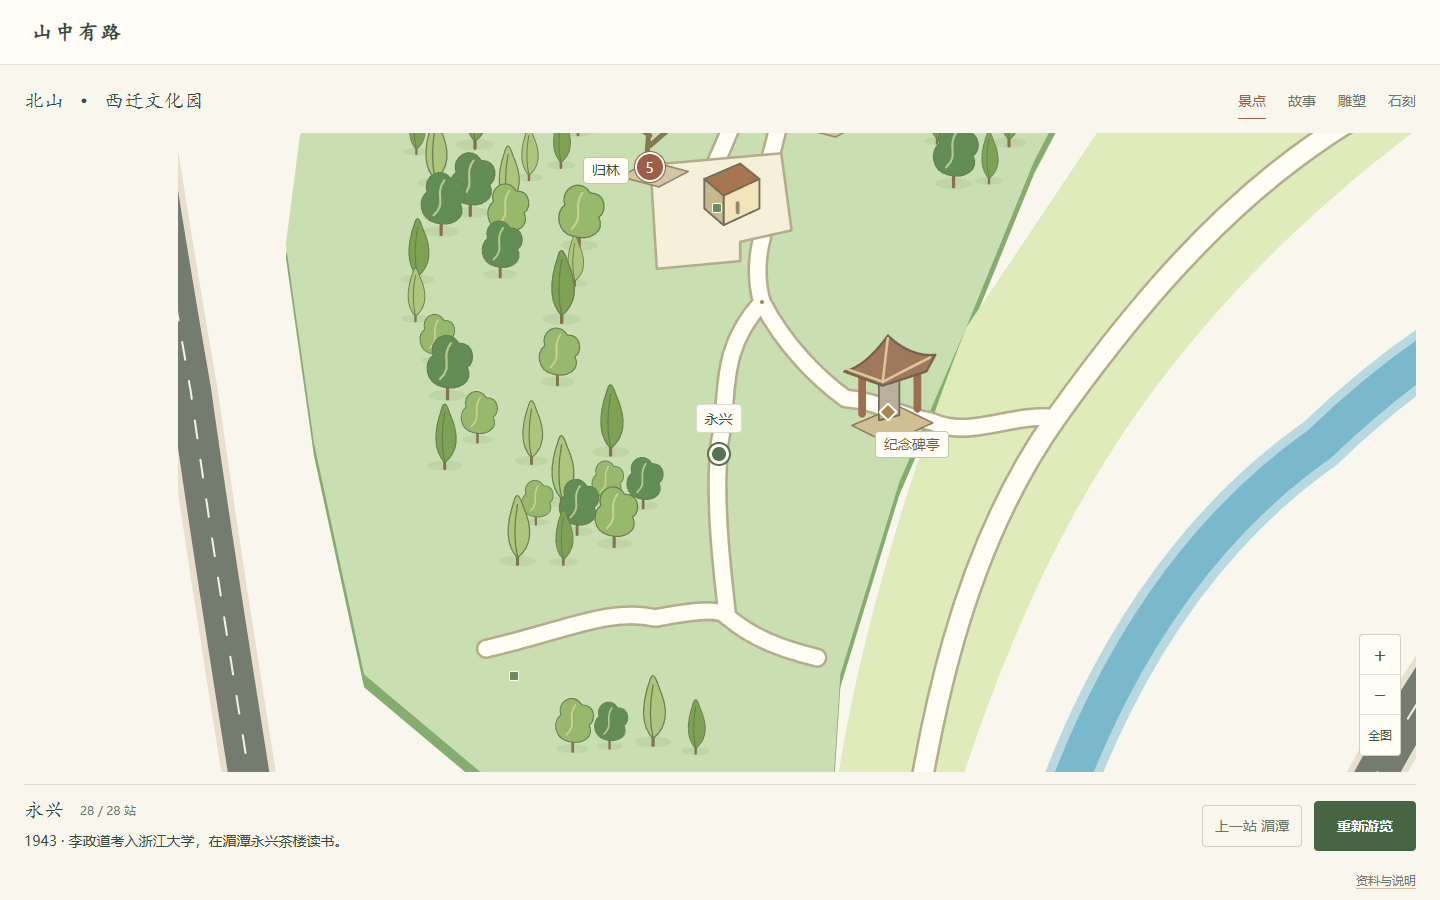 山中有路
北山 • 西迁文化园
景点 故事 雕塑 石刻
归林 5
永兴
纪念碑亭
+
−
全图
永兴 28 / 28 站
1943 · 李政道考入浙江大学，在湄潭永兴茶楼读书。
上一站 湄潭
重新游览
资料与说明